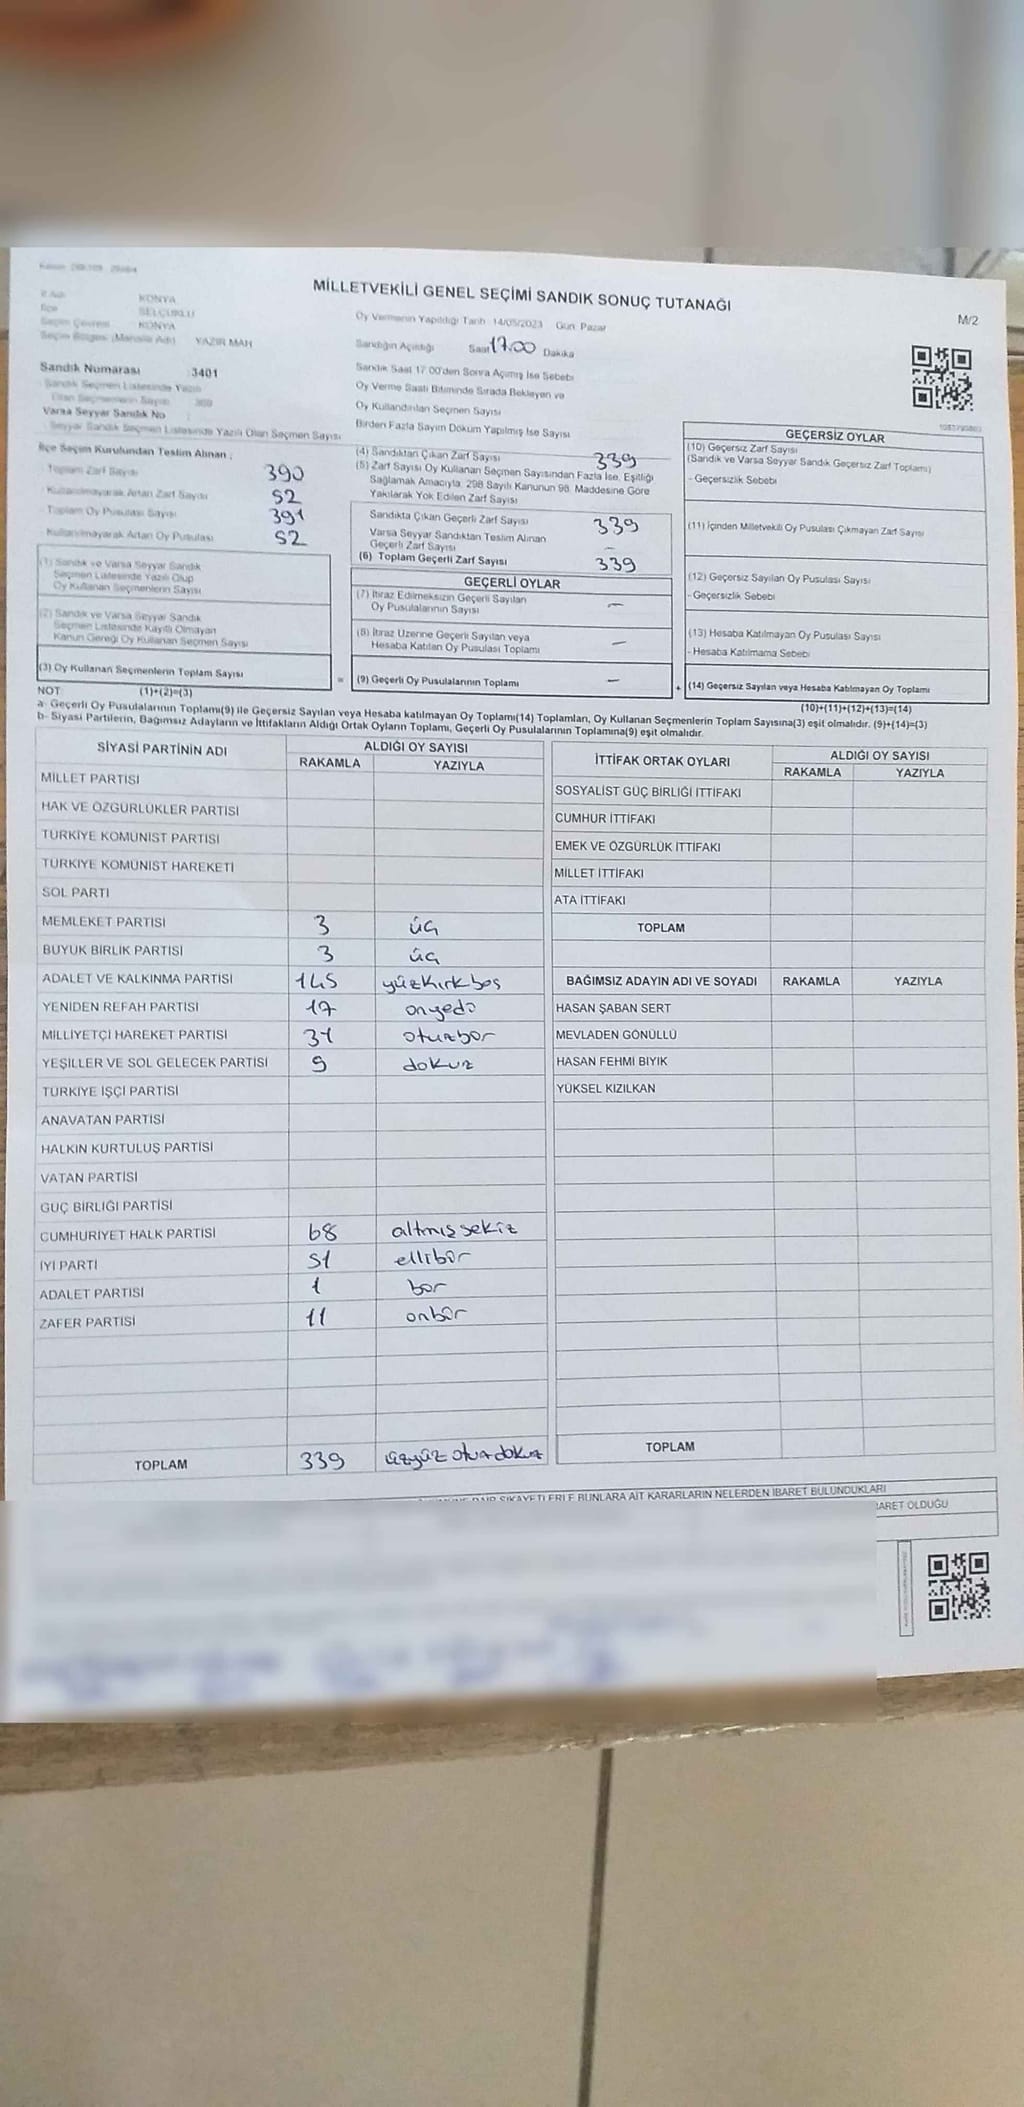 MİLLETVEKİLİ GENEL SEÇİMİ SANDIK SONUÇ TUTANAĞI
M/2
İl Adı KONYA
İlçe SELÇUKLU
Seçim Çevresi KONYA
Seçim Bölgesi (Mahalle Adı) YAZIR MAH
Sandık Numarası : 3401
Sandık Seçmen Listesinde Yazılı
Olan Seçmenlerin Sayısı
Varsa Seyyar Sandık No :
Seyyar Sandık Seçmen Listesinde Yazılı Olan Seçmen Sayısı
İlçe Seçim Kurulundan Teslim Alınan ;
- Toplam Zarf Sayısı 390
- Kullanılmayarak Artan Zarf Sayısı 52
- Toplam Oy Pusulası Sayısı 391
- Kullanılmayarak Artan Oy Pusulası 52
(1) Sandık ve Varsa Seyyar Sandık
Seçmen Listesinde Yazılı Olup
Oy Kullanan Seçmenlerin Sayısı
(2) Sandık ve Varsa Seyyar Sandık
Seçmen Listesinde Kayıtlı Olmayan
Kanun Gereği Oy Kullanan Seçmen Sayısı
(3) Oy Kullanan Seçmenlerin Toplam Sayısı
=
Oy Vermenin Yapıldığı Tarih : 14/05/2023 Gün: Pazar
Sandığın Açıldığı Saat 17.00 Dakika
Sandık Saat 17:00'den Sonra Açılmış İse Sebebi
Oy Verme Saati Bitiminde Sırada Bekleyen ve
Oy Kullandırılan Seçmen Sayısı
Birden Fazla Sayım Döküm Yapılmış İse Sayısı
(4) Sandıktan Çıkan Zarf Sayısı 339
(5) Zarf Sayısı Oy Kullanan Seçmen Sayısından Fazla İse, Eşitliği
Sağlamak Amacıyla, 298 Sayılı Kanunun 98. Maddesine Göre
Yakılarak Yok Edilen Zarf Sayısı
Sandıkta Çıkan Geçerli Zarf Sayısı 339
Varsa Seyyar Sandıktan Teslim Alınan
Geçerli Zarf Sayısı –
(6) Toplam Geçerli Zarf Sayısı 339
GEÇERLİ OYLAR
(7) İtiraz Edilmeksizin Geçerli Sayılan
Oy Pusulalarının Sayısı –
(8) İtiraz Üzerine Geçerli Sayılan veya
Hesaba Katılan Oy Pusulası Toplamı –
(9) Geçerli Oy Pusulalarının Toplamı –
+
GEÇERSİZ OYLAR
(10) Geçersiz Zarf Sayısı
(Sandık ve Varsa Seyyar Sandık Geçersiz Zarf Toplamı)
- Geçersizlik Sebebi
(11) İçinden Milletvekili Oy Pusulası Çıkmayan Zarf Sayısı
(12) Geçersiz Sayılan Oy Pusulası Sayısı
- Geçersizlik Sebebi
(13) Hesaba Katılmayan Oy Pusulası Sayısı
- Hesaba Katılmama Sebebi
(14) Geçersiz Sayılan veya Hesaba Katılmayan Oy Toplamı
NOT: (1)+(2)=(3)
(10)+(11)+(12)+(13)=(14)
a- Geçerli Oy Pusulalarının Toplamı(9) ile Geçersiz Sayılan veya Hesaba katılmayan Oy Toplamı(14) Toplamları, Oy Kullanan Seçmenlerin Toplam Sayısına(3) eşit olmalıdır. (9)+(14)=(3)
b- Siyasi Partilerin, Bağımsız Adayların ve İttifakların Aldığı Ortak Oyların Toplamı, Geçerli Oy Pusulalarının Toplamına(9) eşit olmalıdır.
SİYASİ PARTİNİN ADI ALDIĞI OY SAYISI
RAKAMLA YAZIYLA
MİLLET PARTİSİ
HAK VE ÖZGÜRLÜKLER PARTİSİ
TÜRKİYE KOMÜNİST PARTİSİ
TÜRKİYE KOMÜNİST HAREKETİ
SOL PARTİ
MEMLEKET PARTİSİ 3 üç
BÜYÜK BİRLİK PARTİSİ 3 üç
ADALET VE KALKINMA PARTİSİ 145 yüzkırkbeş
YENİDEN REFAH PARTİSİ 17 onyedi
MİLLİYETÇİ HAREKET PARTİSİ 31 otuzbir
YEŞİLLER VE SOL GELECEK PARTİSİ 9 dokuz
TÜRKİYE İŞÇİ PARTİSİ
ANAVATAN PARTİSİ
HALKIN KURTULUŞ PARTİSİ
VATAN PARTİSİ
GÜÇ BİRLİĞİ PARTİSİ
CUMHURİYET HALK PARTİSİ 68 altmışsekiz
İYİ PARTİ 51 ellibir
ADALET PARTİSİ 1 bir
ZAFER PARTİSİ 11 onbir
TOPLAM 339 üçyüz otuzdokuz
İTTİFAK ORTAK OYLARI ALDIĞI OY SAYISI
RAKAMLA YAZIYLA
SOSYALİST GÜÇ BİRLİĞİ İTTİFAKI
CUMHUR İTTİFAKI
EMEK VE ÖZGÜRLÜK İTTİFAKI
MİLLET İTTİFAKI
ATA İTTİFAKI
TOPLAM
BAĞIMSIZ ADAYIN ADI VE SOYADI RAKAMLA YAZIYLA
HASAN ŞABAN SERT
MEVLADEN GÖNÜLLÜ
HASAN FEHMİ BIYIK
YÜKSEL KIZILKAN
TOPLAM
ŞİKAYETLERLE BUNLARA AİT KARARLARIN NELERDEN İBARET BULUNDUKLARI
OLDUĞU